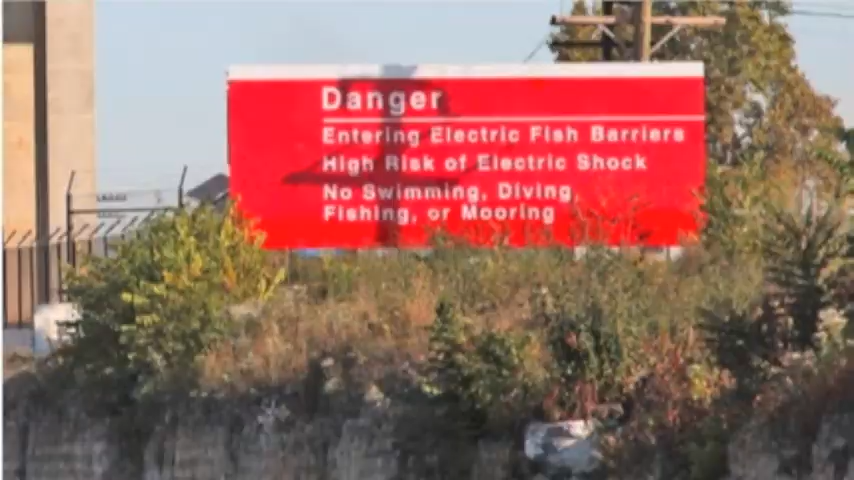 Danger
Entering Electric Fish Barriers
High Risk of Electric Shock
No Swimming, Diving,
Fishing, or Mooring